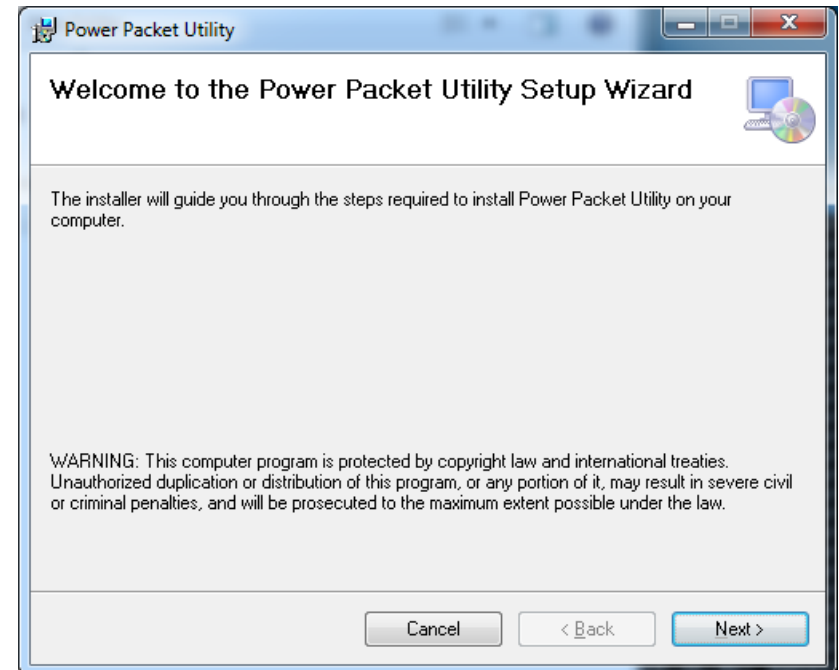 Power Packet Utility
Welcome to the Power Packet Utility Setup Wizard
The installer will guide you through the steps required to install Power Packet Utility on your
computer.
WARNING: This computer program is protected by copyright law and international treaties.
Unauthorized duplication or distribution of this program, or any portion of it, may result in severe civil
or criminal penalties, and will be prosecuted to the maximum extent possible under the law.
Cancel
< Back
Next >